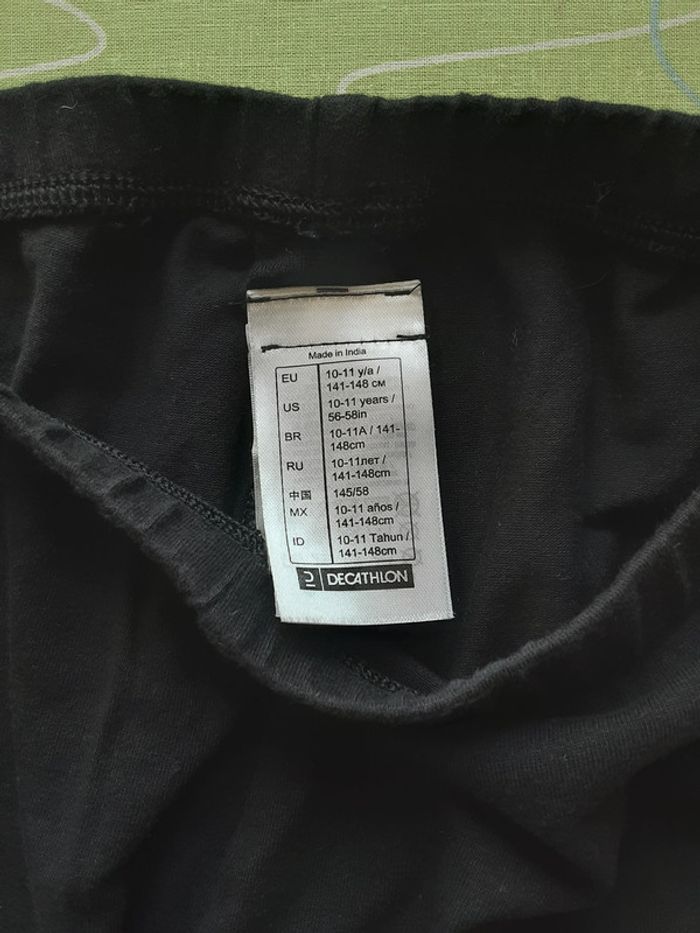 Made in India
EU 10-11 y/a /
141-148 см
US 10-11 years /
56-58in
BR 10-11A / 141-
148cm
RU 10-11лет /
141-148cm
中国 145/58
MX 10-11 años /
141-148cm
ID 10-11 Tahun /
141-148cm
DECATHLON